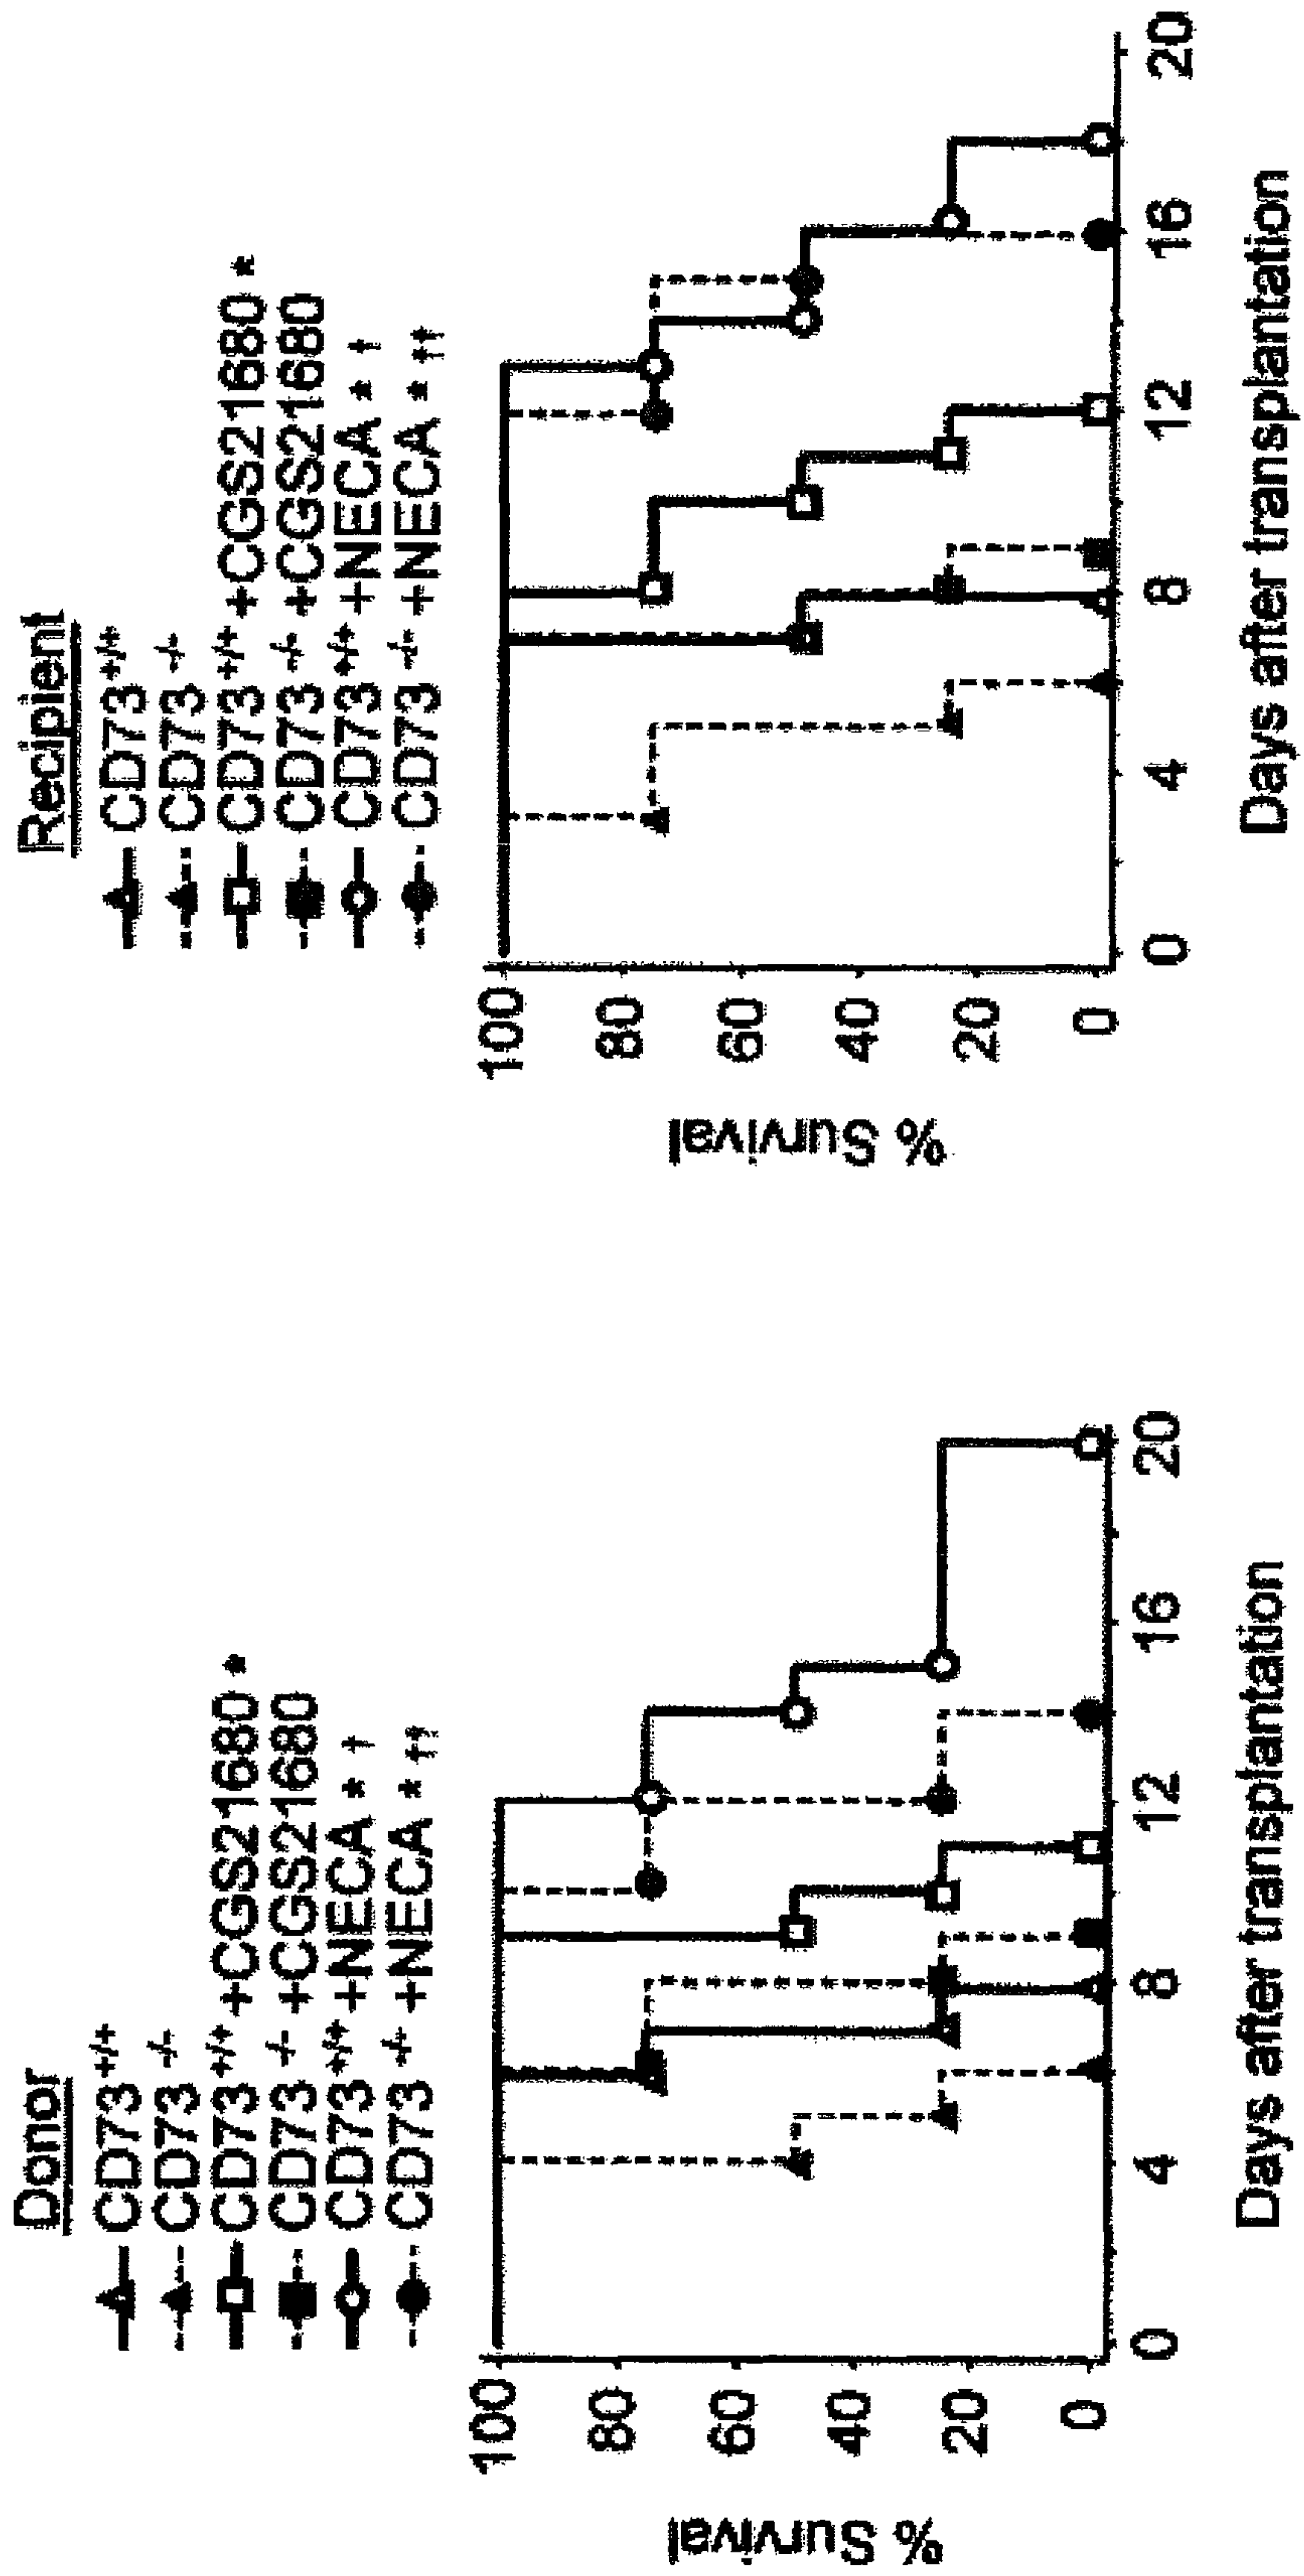 Donor
CD73+/+
CD73 -/-
CD73+/+ +CGS21680 *
CD73 -/- +CGS21680
CD73+/+ +NECA * †
CD73 -/- +NECA * ††
% Survival
100
80
60
40
20
0
0 4 8 12 16 20
Days after transplantation
Recipient
CD73+/+
CD73 -/-
CD73+/+ +CGS21680 *
CD73 -/- +CGS21680
CD73+/+ +NECA * †
CD73 -/- +NECA * ‡‡
% Survival
100
80
60
40
20
0
0 4 8 12 16 20
Days after transplantation